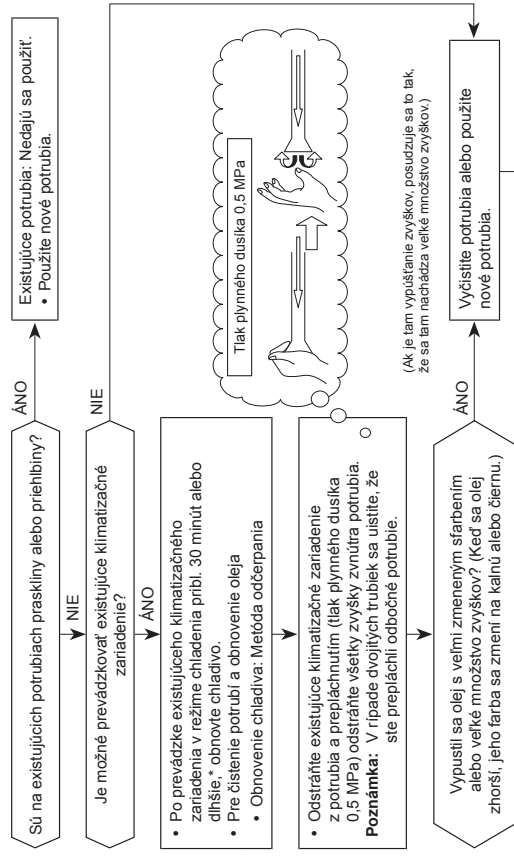 Sú na existujúcich potrubiach praskliny alebo priehlbiny?
ÁNO
Existujúce potrubia: Nedajú sa použiť.
• Použite nové potrubia.
NIE
Je možné prevádzkovať existujúce klimatizačné
zariadenie?
NIE
ÁNO
• Po prevádzke existujúceho klimatizačného
zariadenia v režime chladenia pribl. 30 minút alebo
dlhšie,* obnovte chladivo.
• Pre čistenie potrubí a obnovenie oleja
• Obnovenie chladiva: Metóda odčerpania
Tlak plynného dusíka 0,5 MPa
• Odstráňte existujúce klimatizačné zariadenie
z potrubia a prepláchnutím (tlak plynného dusíka
0,5 MPa) odstráňte všetky zvyšky zvnútra potrubia.
Poznámka: V rípade dvojitých trubiek sa uistite, že
ste prepláchli odbočné potrubie.
Vypustil sa olej s veľmi zmeneným sfarbením
alebo veľké množstvo zvyškov? (Keď sa olej
zhorší, jeho farba sa zmení na kalnú alebo čiernu.)
ÁNO
(Ak je tam vypúšťanie zvyškov, posudzuje sa to tak,
že sa tam nachádza veľké množstvo zvyškov.)
Vyčistite potrubia alebo použite
nové potrubia.